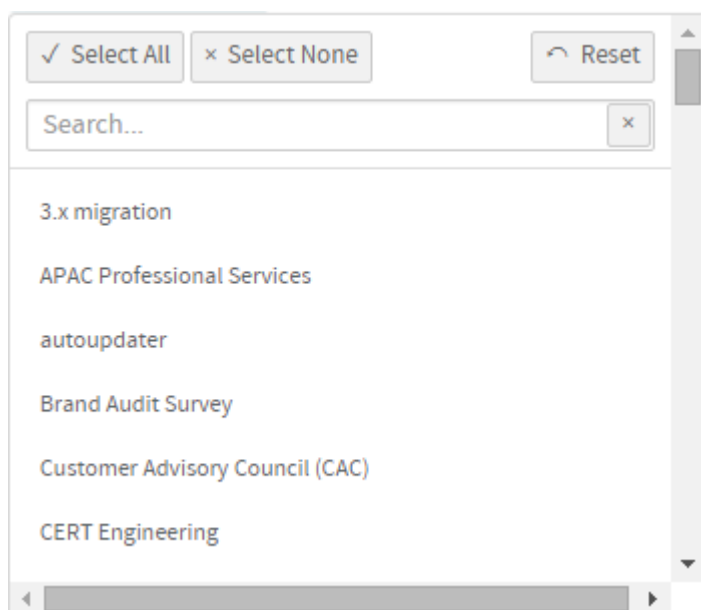 ✓ Select All × Select None Reset
Search... ×
3.x migration
APAC Professional Services
autoupdater
Brand Audit Survey
Customer Advisory Council (CAC)
CERT Engineering